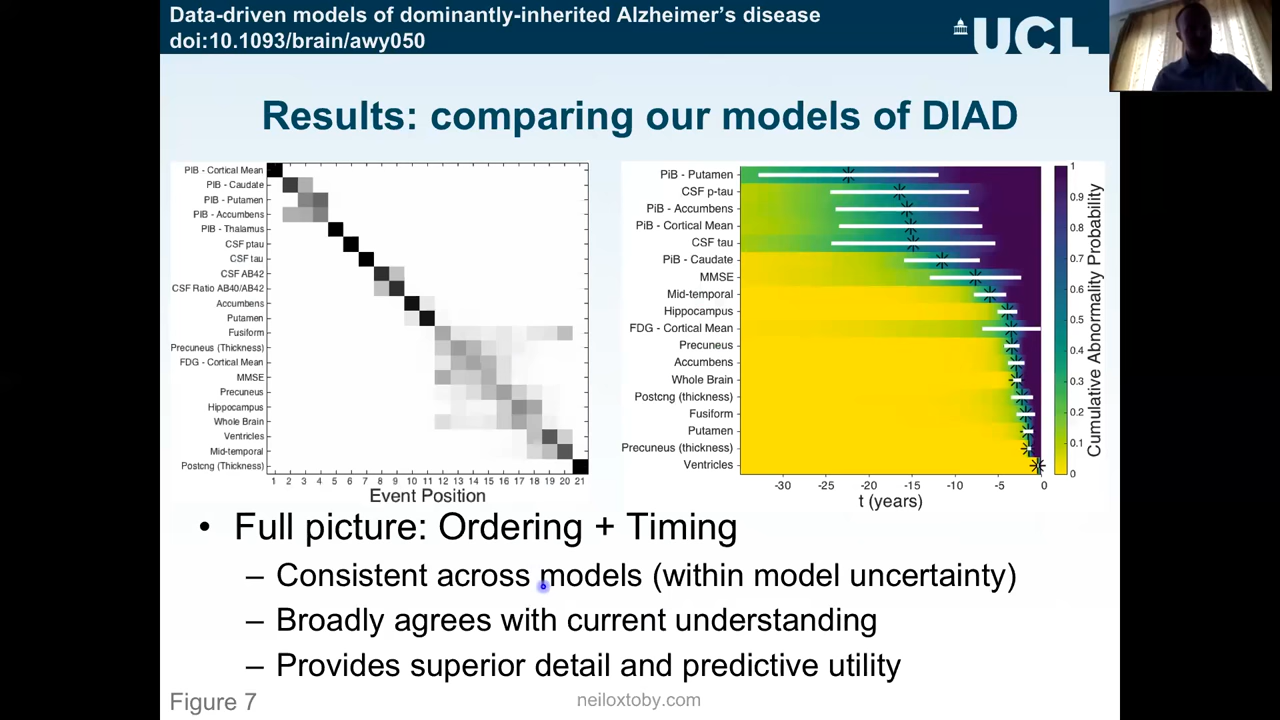 Data-driven models of dominantly-inherited Alzheimer's disease
doi:10.1093/brain/awy050
UCL
Results: comparing our models of DIAD
PIB - Cortical Mean
PIB - Caudate
PIB - Putamen
PIB - Accumbens
PIB - Thalamus
CSF ptau
CSF tau
CSF AB42
CSF Ratio AB40/AB42
Accumbens
Putamen
Fusiform
Precuneus (Thickness)
FDG - Cortical Mean
MMSE
Precuneus
Hippocampus
Whole Brain
Ventricles
Mid-temporal
Postcng (Thickness)
1 2 3 4 5 6 7 8 9 10 11 12 13 14 15 16 17 18 19 20 21
Event Position
PiB - Putamen
CSF p-tau
PiB - Accumbens
PiB - Cortical Mean
CSF tau
PiB - Caudate
MMSE
Mid-temporal
Hippocampus
FDG - Cortical Mean
Precuneus
Accumbens
Whole Brain
Postcng (thickness)
Fusiform
Putamen
Precuneus (thickness)
Ventricles
-30 -25 -20 -15 -10 -5 0
t (years)
1
0.9
0.8
0.7
0.6
0.5
0.4
0.3
0.2
0.1
0
Cumulative Abnormality Probability
• Full picture: Ordering + Timing
– Consistent across models (within model uncertainty)
– Broadly agrees with current understanding
– Provides superior detail and predictive utility
Figure 7
neiloxtoby.com